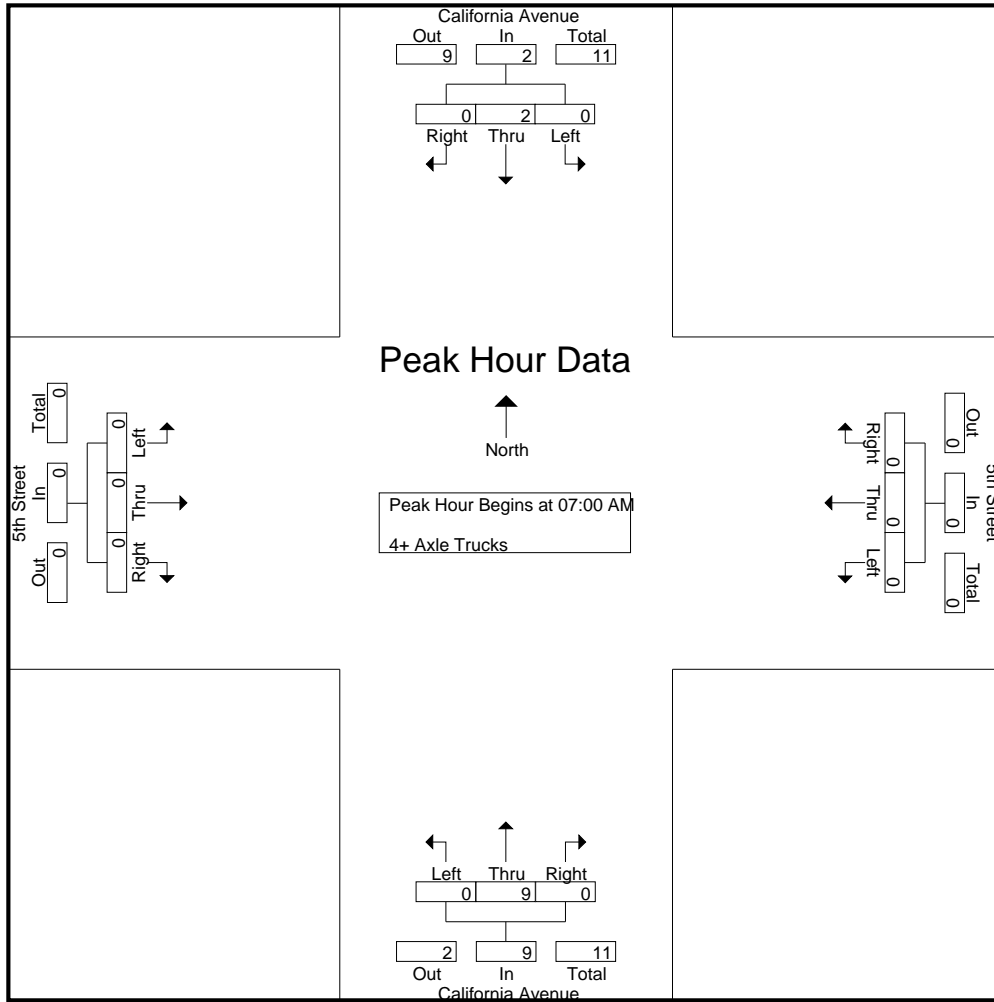 California Avenue
Out In Total
9 2 11
0 2 0
Right Thru Left
Peak Hour Data
North
Peak Hour Begins at 07:00 AM
4+ Axle Trucks
5th Street
Total In Out
0 0 0
0 0 0
Left Thru Right
Right Thru Left
0 0 0
Out In Total
0 0 0
5th Street
Left Thru Right
0 9 0
2 9 11
Out In Total
California Avenue